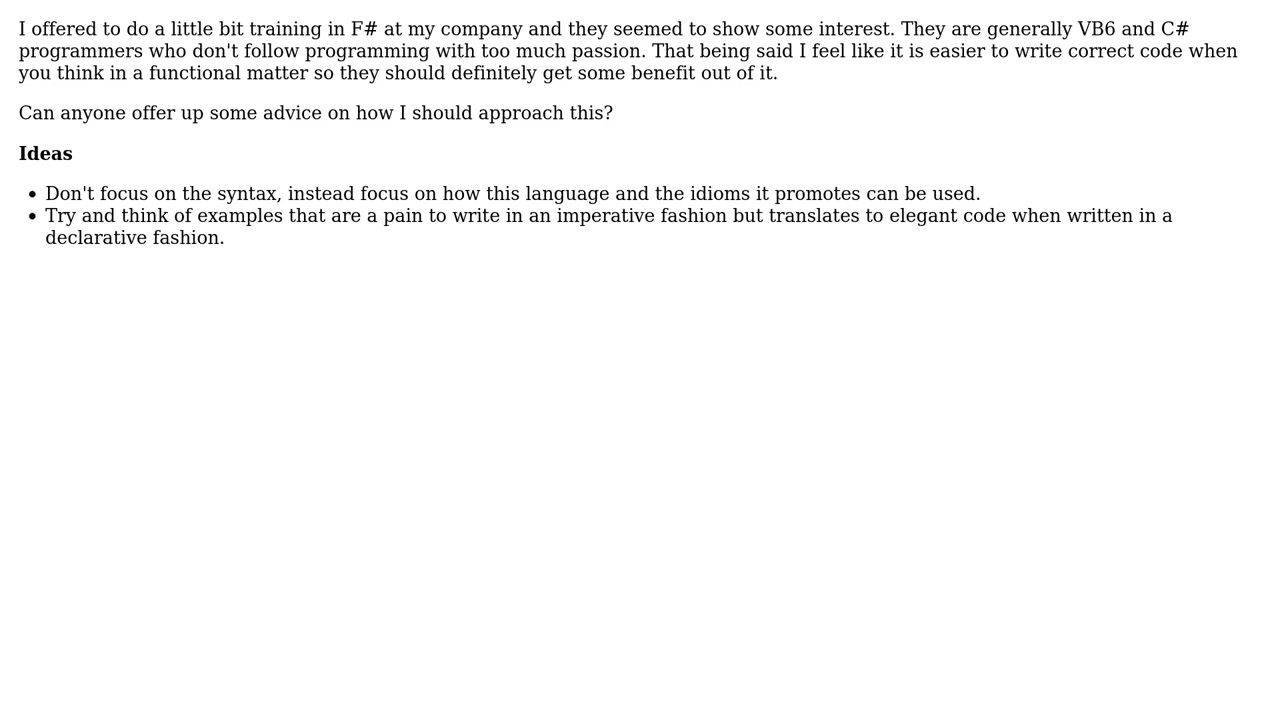 I offered to do a little bit training in F# at my company and they seemed to show some interest. They are generally VB6 and C#
programmers who don't follow programming with too much passion. That being said I feel like it is easier to write correct code when
you think in a functional matter so they should definitely get some benefit out of it.
Can anyone offer up some advice on how I should approach this?
Ideas
• Don't focus on the syntax, instead focus on how this language and the idioms it promotes can be used.
• Try and think of examples that are a pain to write in an imperative fashion but translates to elegant code when written in a
declarative fashion.